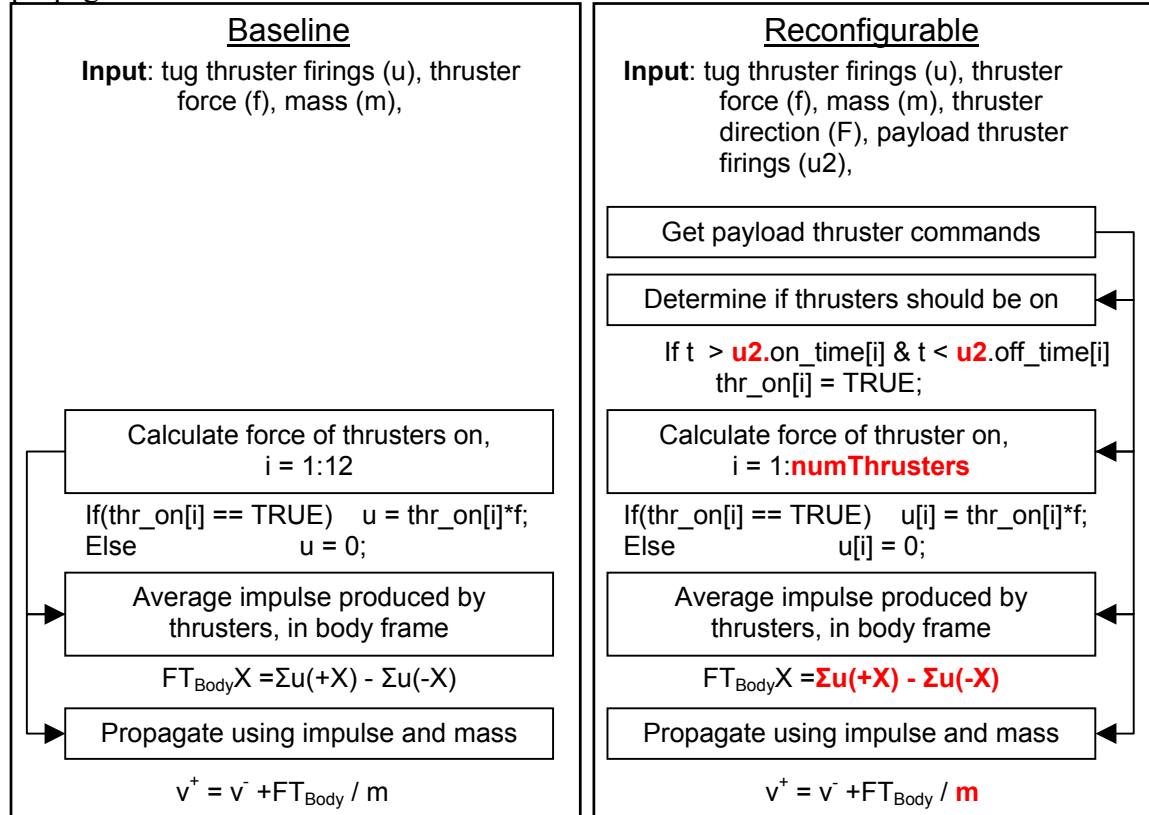 Baseline
Input: tug thruster firings (u), thruster
force (f), mass (m),
Calculate force of thrusters on,
i = 1:12
If(thr_on[i] == TRUE) u = thr_on[i]*f;
Else u = 0;
Average impulse produced by
thrusters, in body frame
FT_BodyX =Σu(+X) - Σu(-X)
Propagate using impulse and mass
v⁺ = v⁻ +FT_Body / m
Reconfigurable
Input: tug thruster firings (u), thruster
force (f), mass (m), thruster
direction (F), payload thruster
firings (u2),
Get payload thruster commands
Determine if thrusters should be on
If t > u2.on_time[i] & t < u2.off_time[i]
thr_on[i] = TRUE;
Calculate force of thruster on,
i = 1:numThrusters
If(thr_on[i] == TRUE) u[i] = thr_on[i]*f;
Else u[i] = 0;
Average impulse produced by
thrusters, in body frame
FT_BodyX =Σu(+X) - Σu(-X)
Propagate using impulse and mass
v⁺ = v⁻ +FT_Body / m